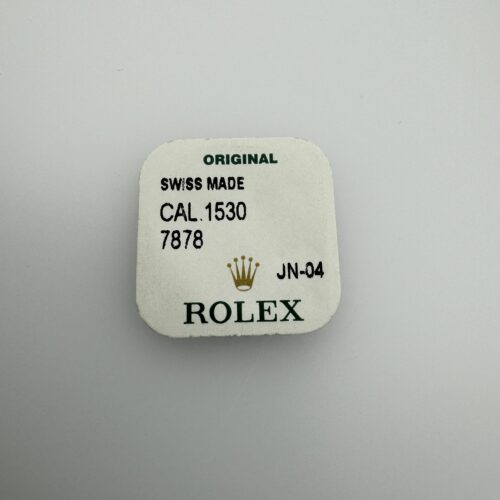 ORIGINAL
SWISS MADE
CAL.1530
7878
JN-04
ROLEX